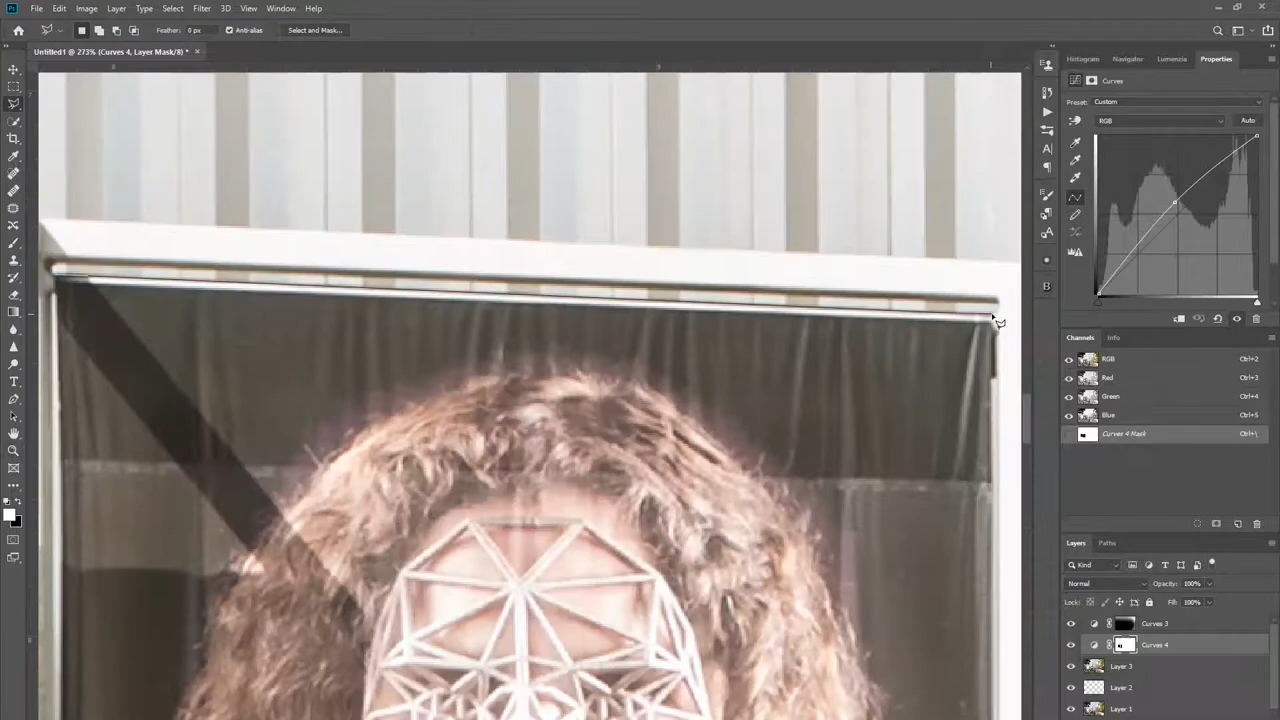 Ps File Edit Image Layer Type Select Filter 3D View Window Help
Feather: 0 px Anti-alias Select and Mask...
Untitled1 @ 273% (Curves 4, Layer Mask/8) * ×
Histogram Navigator Lumenzia Properties
Curves
Preset: Custom
RGB Auto
Channels Info
RGB Ctrl+2
Red Ctrl+3
Green Ctrl+4
Blue Ctrl+5
Curves 4 Mask Ctrl+\
Layers Paths
Kind
Normal Opacity: 100%
Lock: Fill: 100%
Curves 3
Curves 4
Layer 3
Layer 2
Layer 1